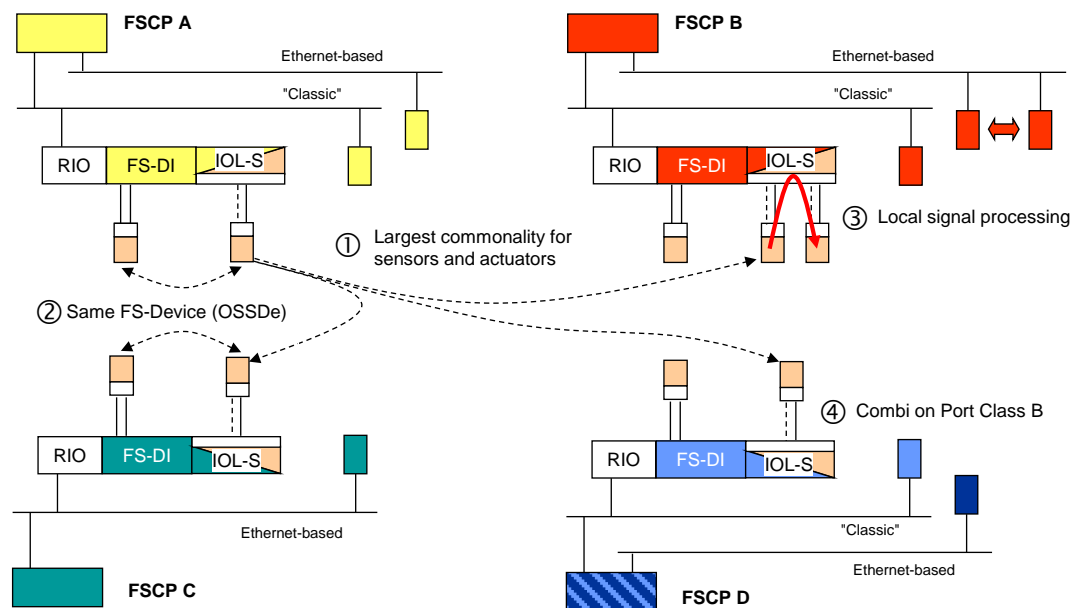 FSCP A
Ethernet-based
"Classic"
RIO
FS-DI
IOL-S
FSCP B
Ethernet-based
"Classic"
RIO
FS-DI
IOL-S
① Largest commonality for
sensors and actuators
③ Local signal processing
② Same FS-Device (OSSDe)
④ Combi on Port Class B
RIO
FS-DI
IOL-S
Ethernet-based
FSCP C
RIO
FS-DI
IOL-S
"Classic"
Ethernet-based
FSCP D